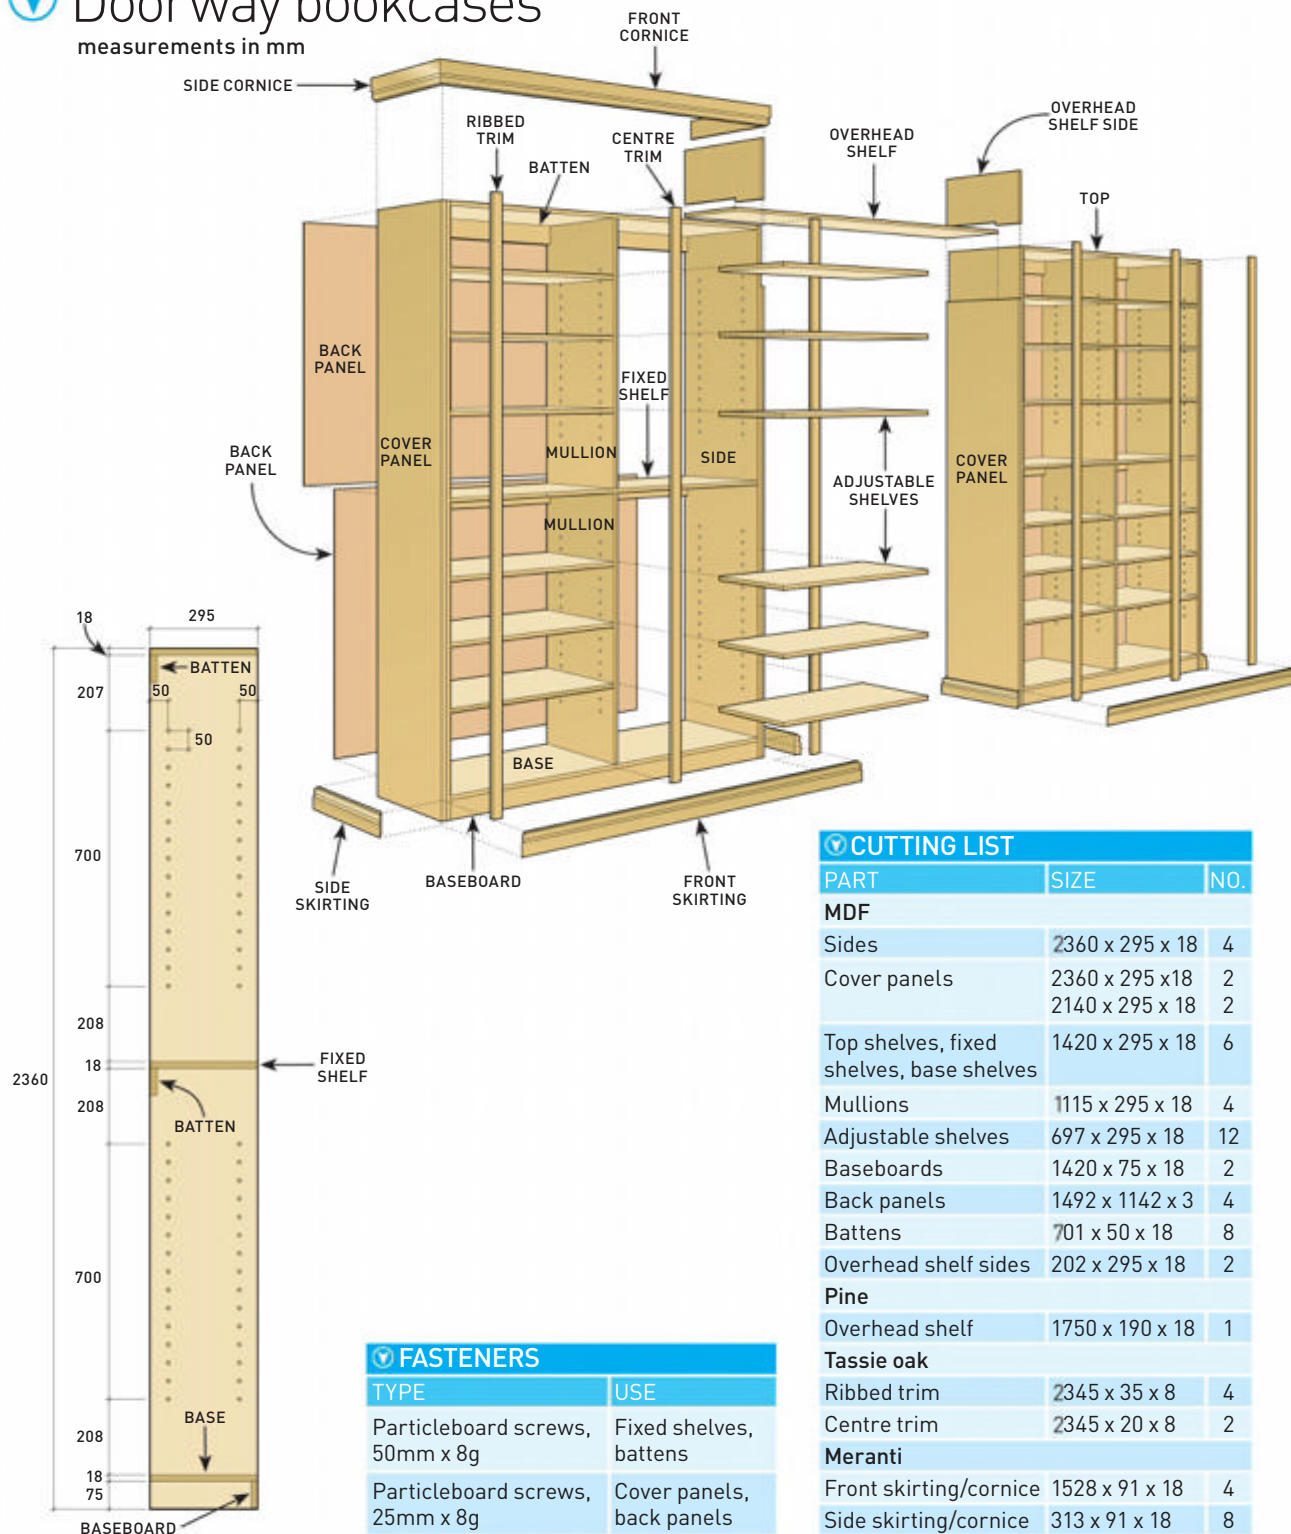 Doorway bookcases
measurements in mm
FRONT
CORNICE
SIDE CORNICE
RIBBED
TRIM
BATTEN
CENTRE
TRIM
OVERHEAD
SHELF
OVERHEAD
SHELF SIDE
TOP
BACK
PANEL
FIXED
SHELF
BACK
PANEL
COVER
PANEL
MULLION
SIDE
MULLION
ADJUSTABLE
SHELVES
COVER
PANEL
BASE
SIDE
SKIRTING
BASEBOARD
FRONT
SKIRTING
18
295
BATTEN
207
50
50
50
700
208
18
FIXED
SHELF
2360
208
BATTEN
700
BASE
208
18
75
BASEBOARD
FASTENERS
TYPE USE
Particleboard screws, Fixed shelves,
50mm x 8g battens
Particleboard screws, Cover panels,
25mm x 8g back panels
CUTTING LIST
PART SIZE NO.
MDF
Sides 2360 x 295 x 18 4
Cover panels 2360 x 295 x18 2
2140 x 295 x 18 2
Top shelves, fixed 1420 x 295 x 18 6
shelves, base shelves
Mullions 1115 x 295 x 18 4
Adjustable shelves 697 x 295 x 18 12
Baseboards 1420 x 75 x 18 2
Back panels 1492 x 1142 x 3 4
Battens 701 x 50 x 18 8
Overhead shelf sides 202 x 295 x 18 2
Pine
Overhead shelf 1750 x 190 x 18 1
Tassie oak
Ribbed trim 2345 x 35 x 8 4
Centre trim 2345 x 20 x 8 2
Meranti
Front skirting/cornice 1528 x 91 x 18 4
Side skirting/cornice 313 x 91 x 18 8